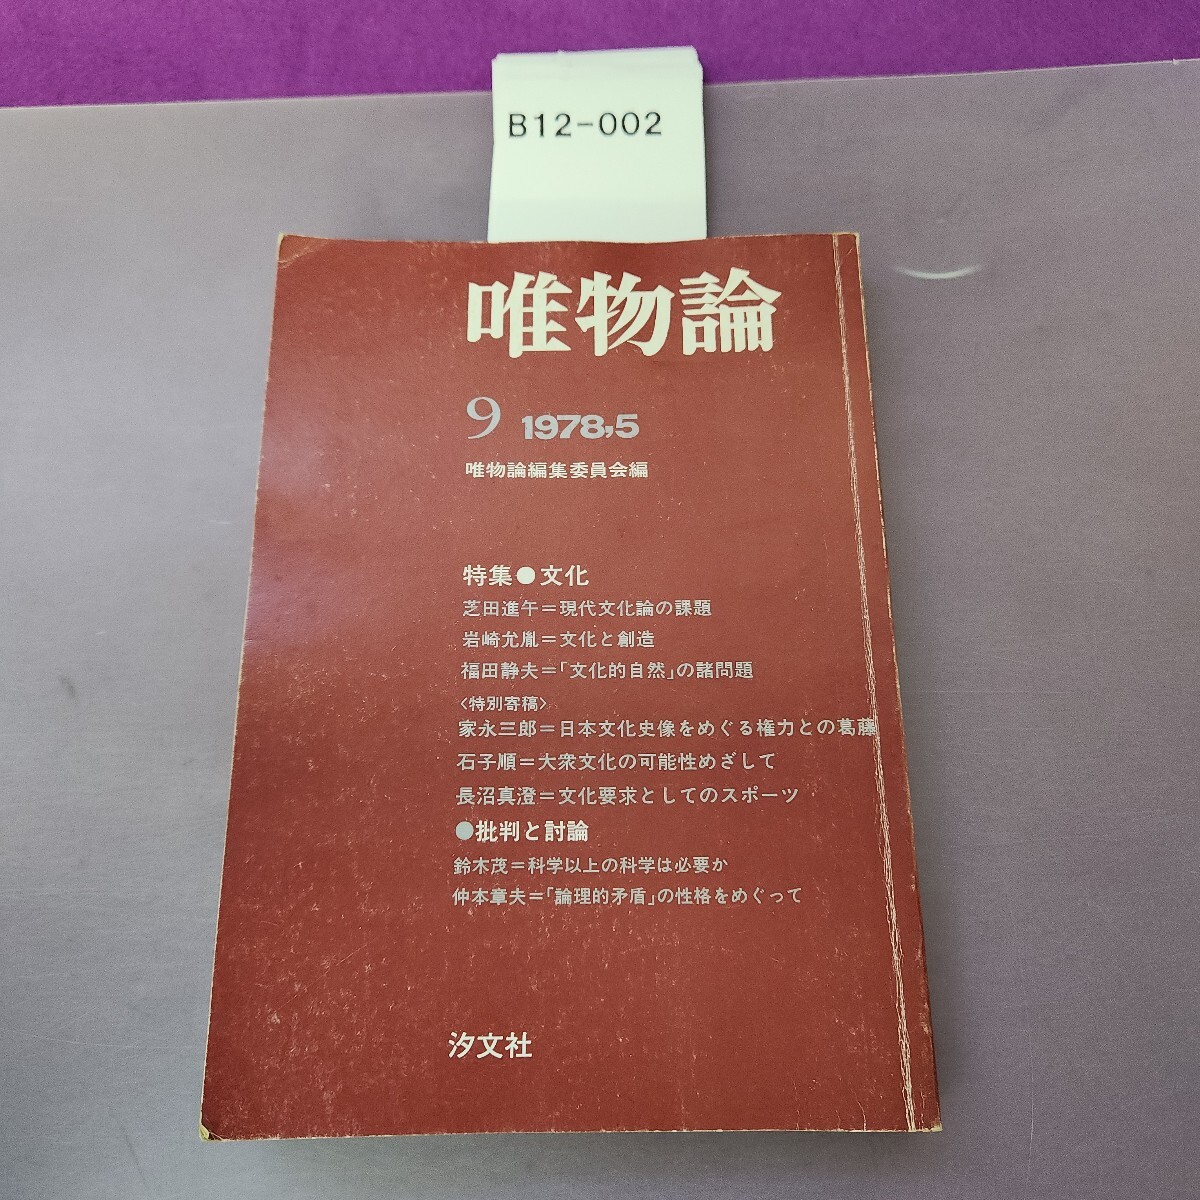 B12-002
唯物論
9 1978,5
唯物論編集委員会編
特集●文化
芝田進午=現代文化論の課題
岩崎允胤=文化と創造
福田静夫=「文化的自然」の諸問題
〈特別寄稿〉
家永三郎=日本文化史像をめぐる権力との葛藤
石子順=大衆文化の可能性めざして
長沼真澄=文化要求としてのスポーツ
●批判と討論
鈴木茂=科学以上の科学は必要か
仲本章夫=「論理的矛盾」の性格をめぐって
汐文社